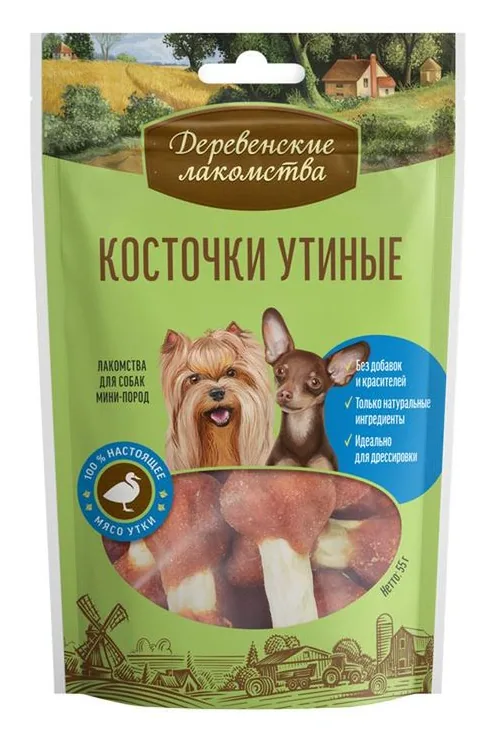 Деревенские
лакомства
КОСТОЧКИ УТИНЫЕ
ЛАКОМСТВА
ДЛЯ СОБАК
МИНИ-ПОРОД
Без добавок
и красителей
Только натуральные
ингредиенты
Идеально
для дрессировки
100% НАСТОЯЩЕЕ
МЯСО УТКИ
Нетто: 55 г